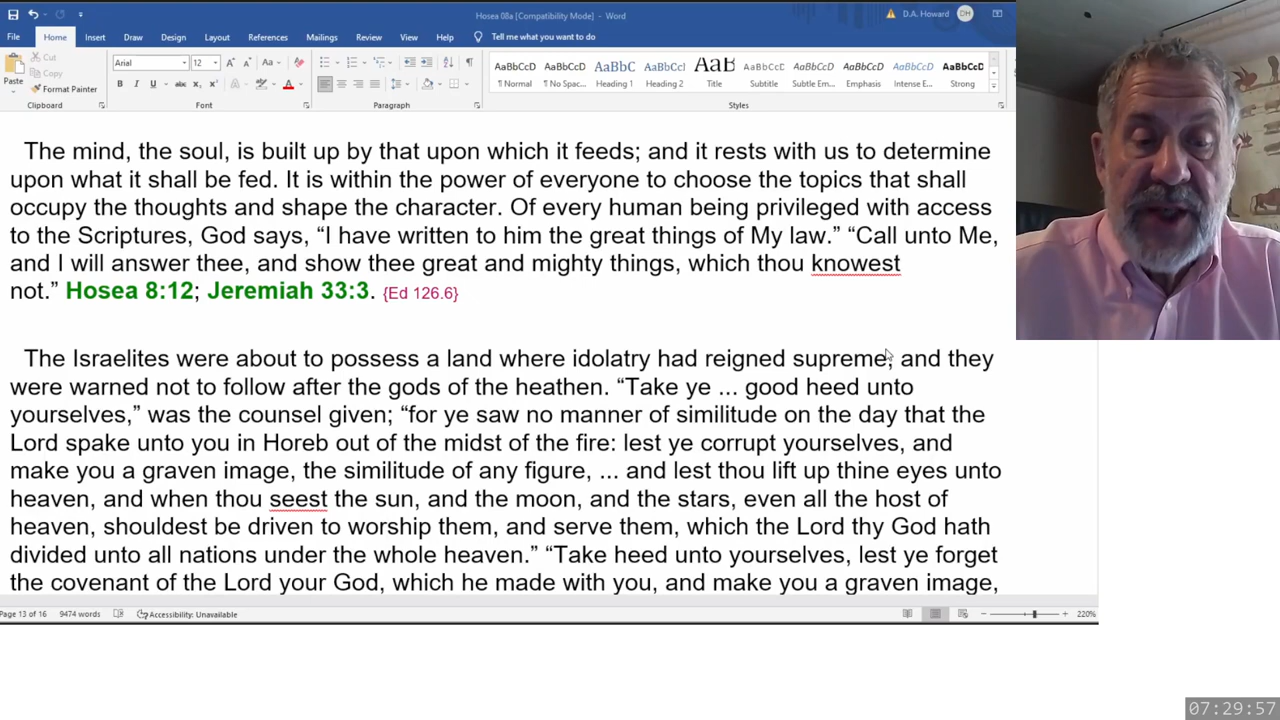 Hosea 08a [Compatibility Mode] - Word
D.A. Howard
DH
File Home Insert Draw Design Layout References Mailings Review View Help Tell me what you want to do
Paste
Cut
Copy
Format Painter
Clipboard
Arial 12
Font
Paragraph
AaBbCcDd AaBbCcDd AaBbC AaBbCcl AaB AaBbCcD AaBbCcDd AaBbCcDd AaBbCcDd AaBbCcD
¶ Normal ¶ No Spac... Heading 1 Heading 2 Title Subtitle Subtle Em... Emphasis Intense E... Strong
Styles
The mind, the soul, is built up by that upon which it feeds; and it rests with us to determine
upon what it shall be fed. It is within the power of everyone to choose the topics that shall
occupy the thoughts and shape the character. Of every human being privileged with access
to the Scriptures, God says, “I have written to him the great things of My law.” “Call unto Me,
and I will answer thee, and show thee great and mighty things, which thou knowest
not.” Hosea 8:12; Jeremiah 33:3. {Ed 126.6}
The Israelites were about to possess a land where idolatry had reigned supreme, and they
were warned not to follow after the gods of the heathen. “Take ye ... good heed unto
yourselves,” was the counsel given; “for ye saw no manner of similitude on the day that the
Lord spake unto you in Horeb out of the midst of the fire: lest ye corrupt yourselves, and
make you a graven image, the similitude of any figure, ... and lest thou lift up thine eyes unto
heaven, and when thou seest the sun, and the moon, and the stars, even all the host of
heaven, shouldest be driven to worship them, and serve them, which the Lord thy God hath
divided unto all nations under the whole heaven.” “Take heed unto yourselves, lest ye forget
the covenant of the Lord your God, which he made with you, and make you a graven image,
Page 13 of 16 9474 words Accessibility: Unavailable 220%
07:29:57